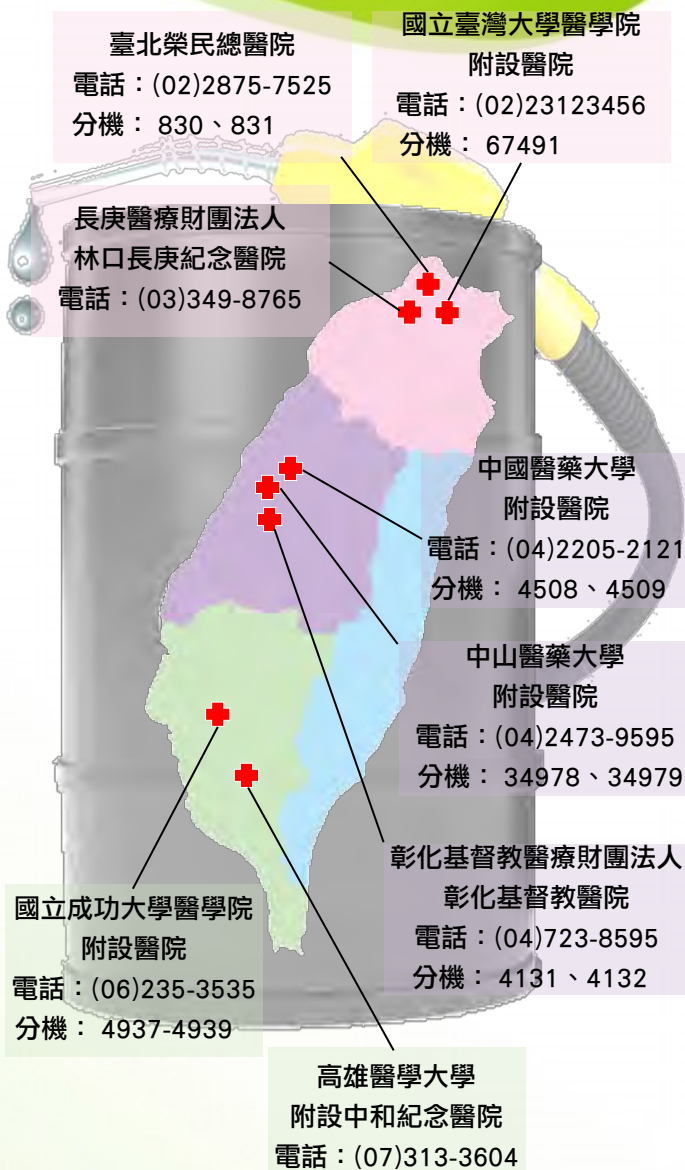 臺北榮民總醫院
電話：(02)2875-7525
分機： 830、831
國立臺灣大學醫學院
附設醫院
電話：(02)23123456
分機： 67491
長庚醫療財團法人
林口長庚紀念醫院
電話：(03)349-8765
中國醫藥大學
附設醫院
電話：(04)2205-2121
分機： 4508、4509
中山醫藥大學
附設醫院
電話：(04)2473-9595
分機： 34978、34979
彰化基督教醫療財團法人
彰化基督教醫院
電話：(04)723-8595
分機： 4131、4132
國立成功大學醫學院
附設醫院
電話：(06)235-3535
分機： 4937-4939
高雄醫學大學
附設中和紀念醫院
電話：(07)313-3604